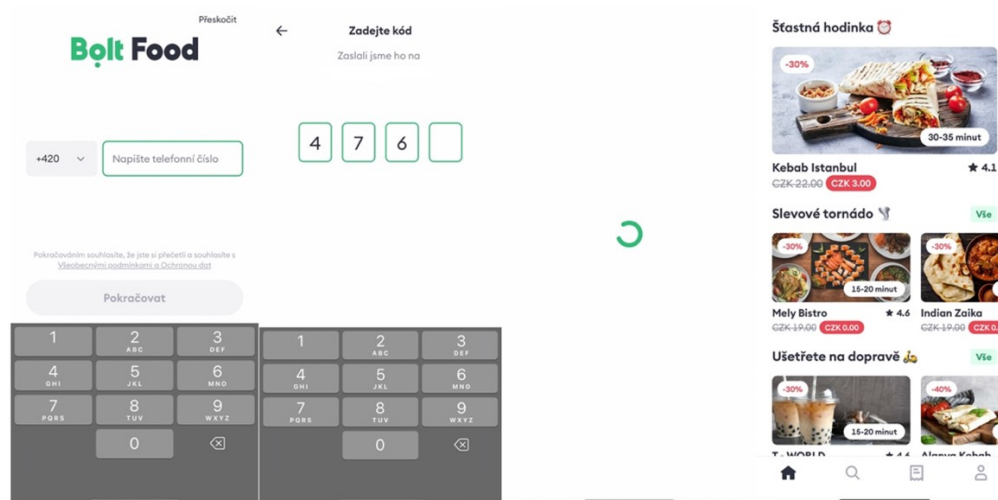 Přeskočit
Bolt Food
+420
Napište telefonní číslo
Pokračováním souhlasíte, že jste si přečetli a souhlasíte s
Všeobecnými podmínkami a Ochranou dat
Pokračovat
1
2 ABC
3 DEF
4 GHI
5 JKL
6 MNO
7 PQRS
8 TUV
9 WXYZ
0
Zadejte kód
Zaslali jsme ho na
4 7 6
1
2 ABC
3 DEF
4 GHI
5 JKL
6 MNO
7 PQRS
8 TUV
9 WXYZ
0
Šťastná hodinka ⏰
-30%
30-35 minut
Kebab Istanbul ★ 4.1
CZK 22.00 CZK 3.00
Slevové tornádo 🌪 Vše
-30%
15-20 minut
Mely Bistro ★ 4.6
CZK 19.00 CZK 0.00
-30%
Indian Zaika
CZK 19.00 CZK 0.
Ušetřete na dopravě 🛵 Vše
-30%
15-20 minut
-40%